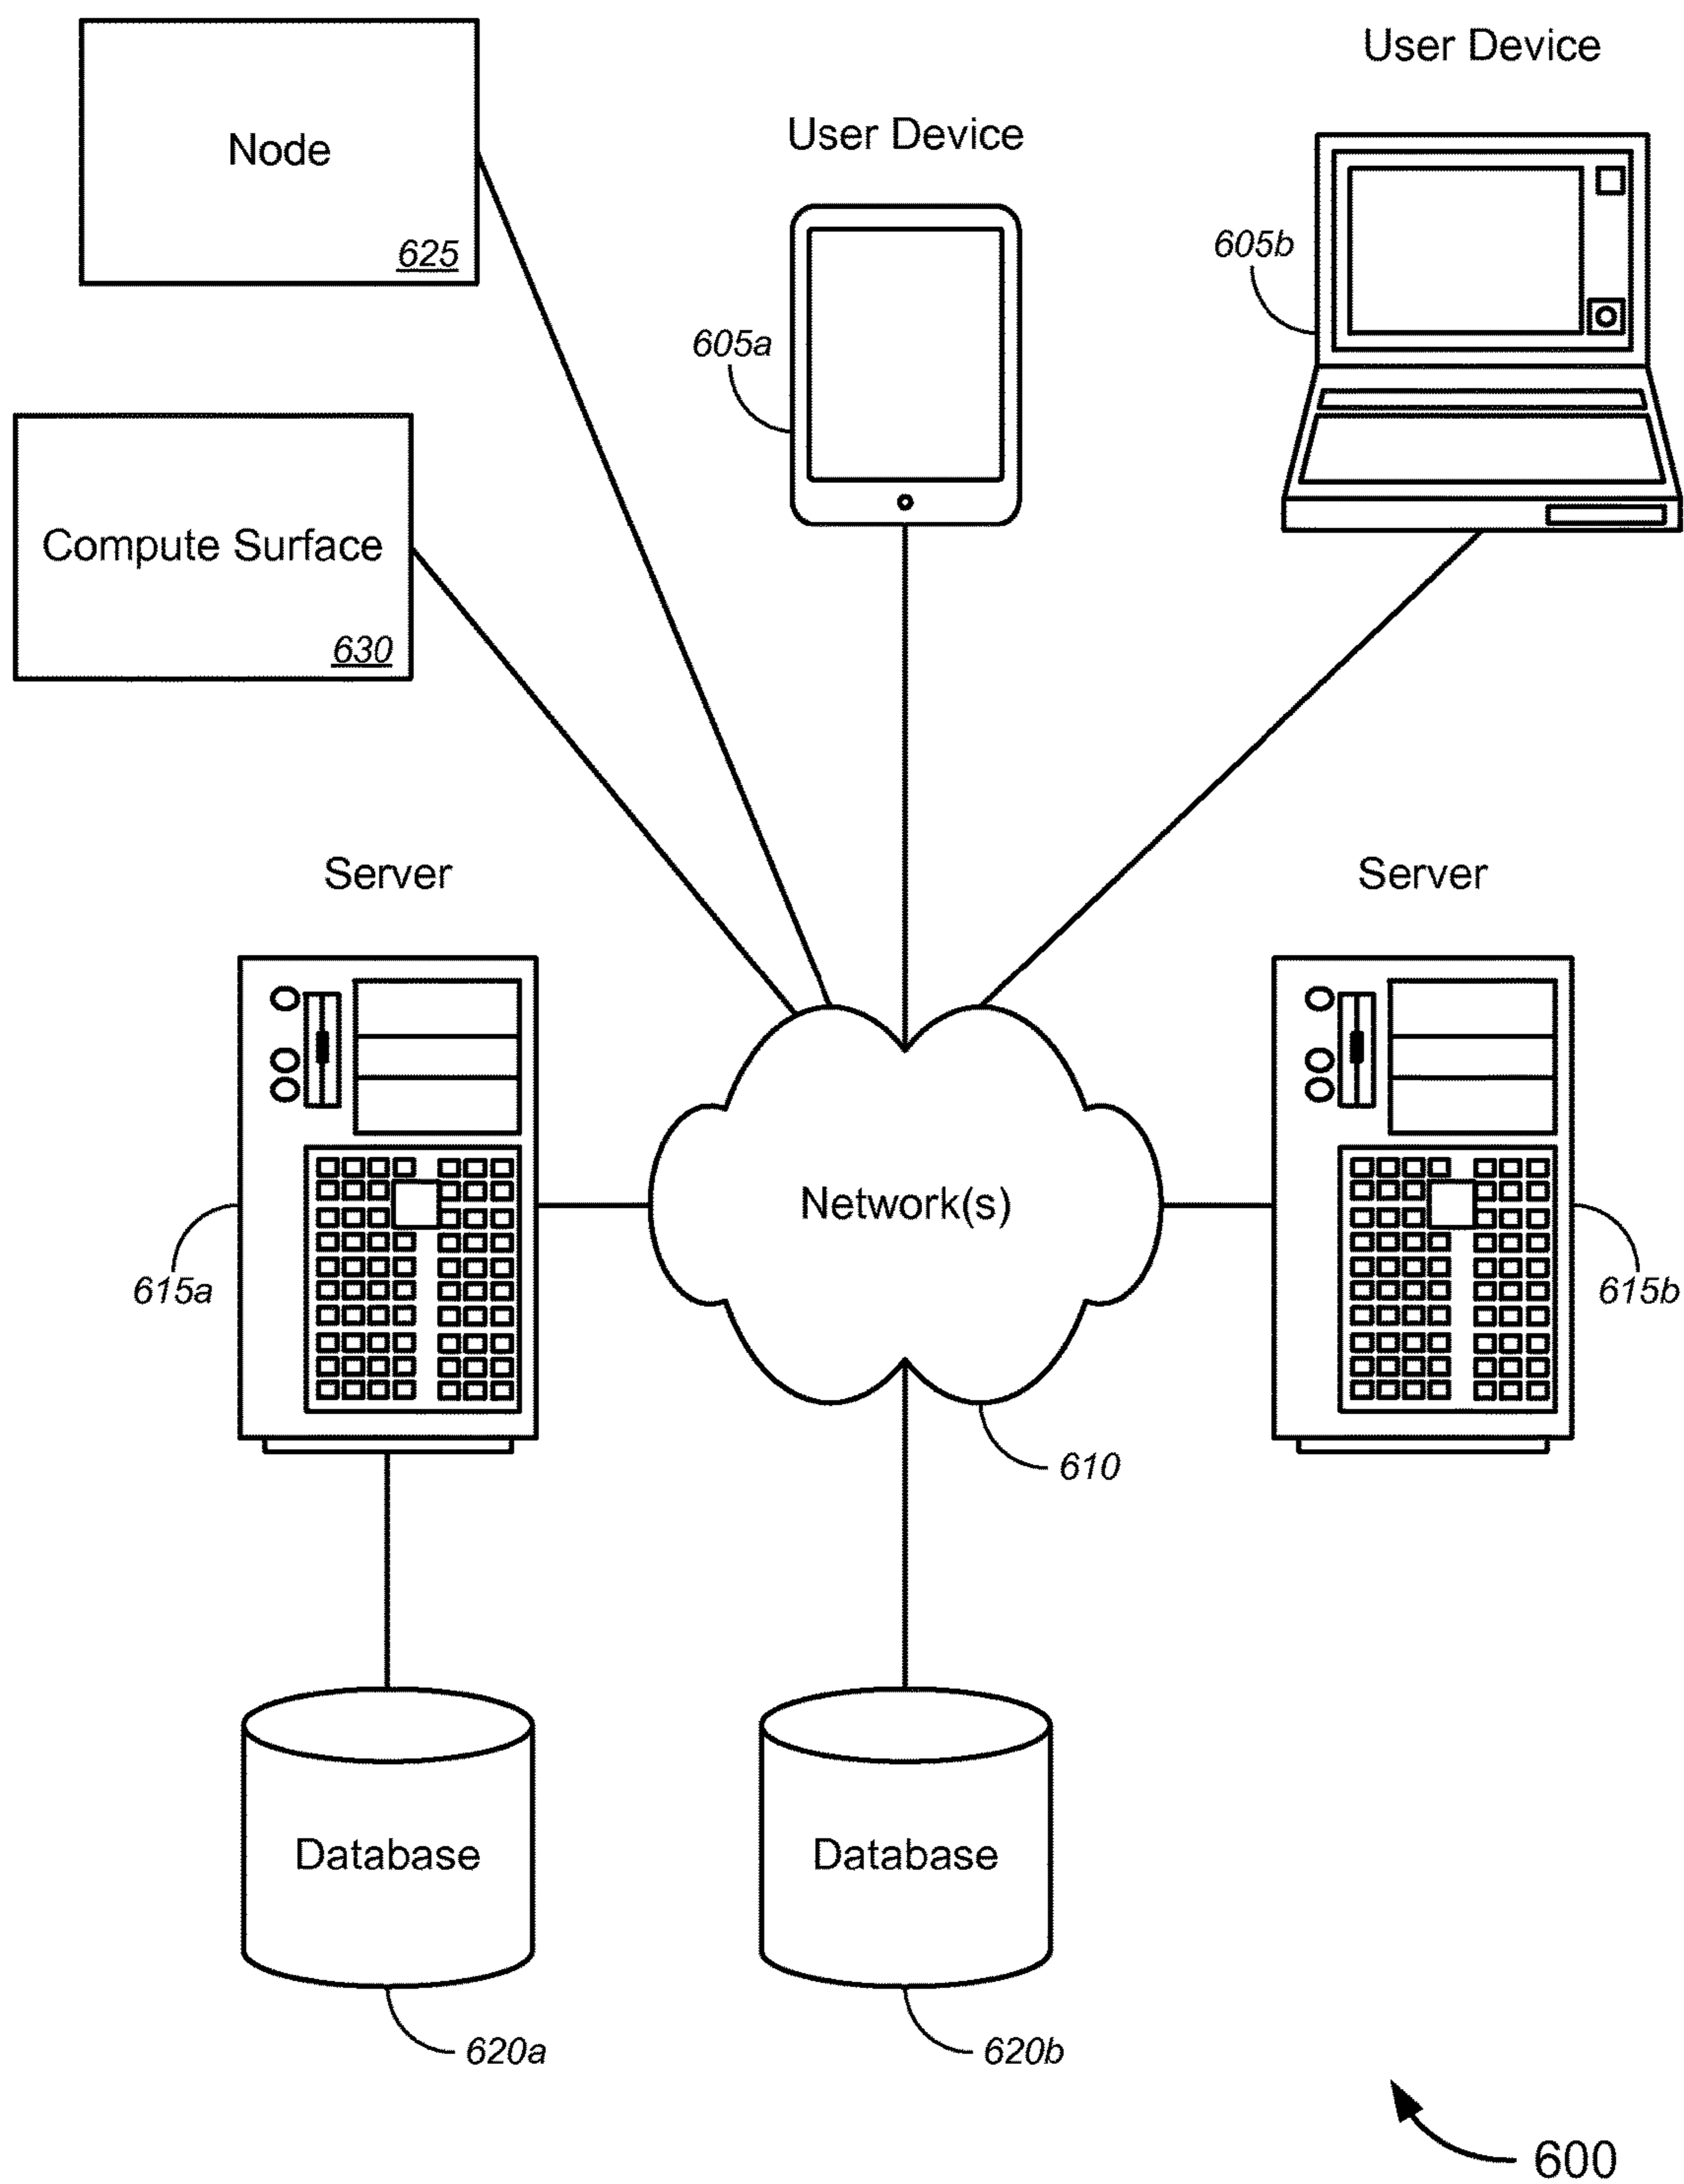 User Device
User Device
Node
625
605b
605a
Compute Surface
630
Server
Server
Network(s)
615a
615b
610
Database
Database
620a
620b
600